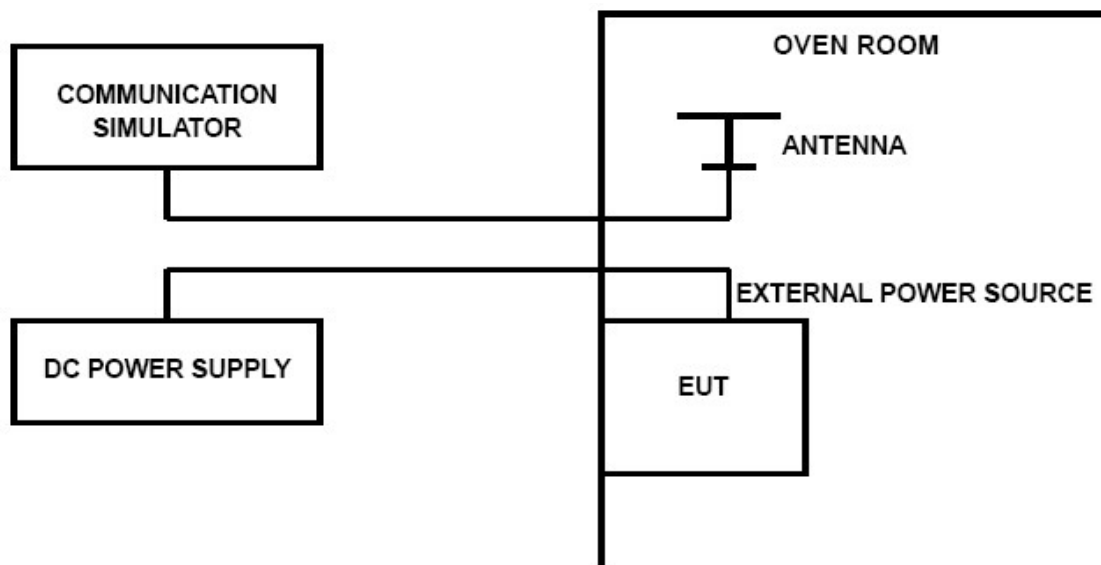 OVEN ROOM
COMMUNICATION
SIMULATOR
ANTENNA
EXTERNAL POWER SOURCE
DC POWER SUPPLY
EUT